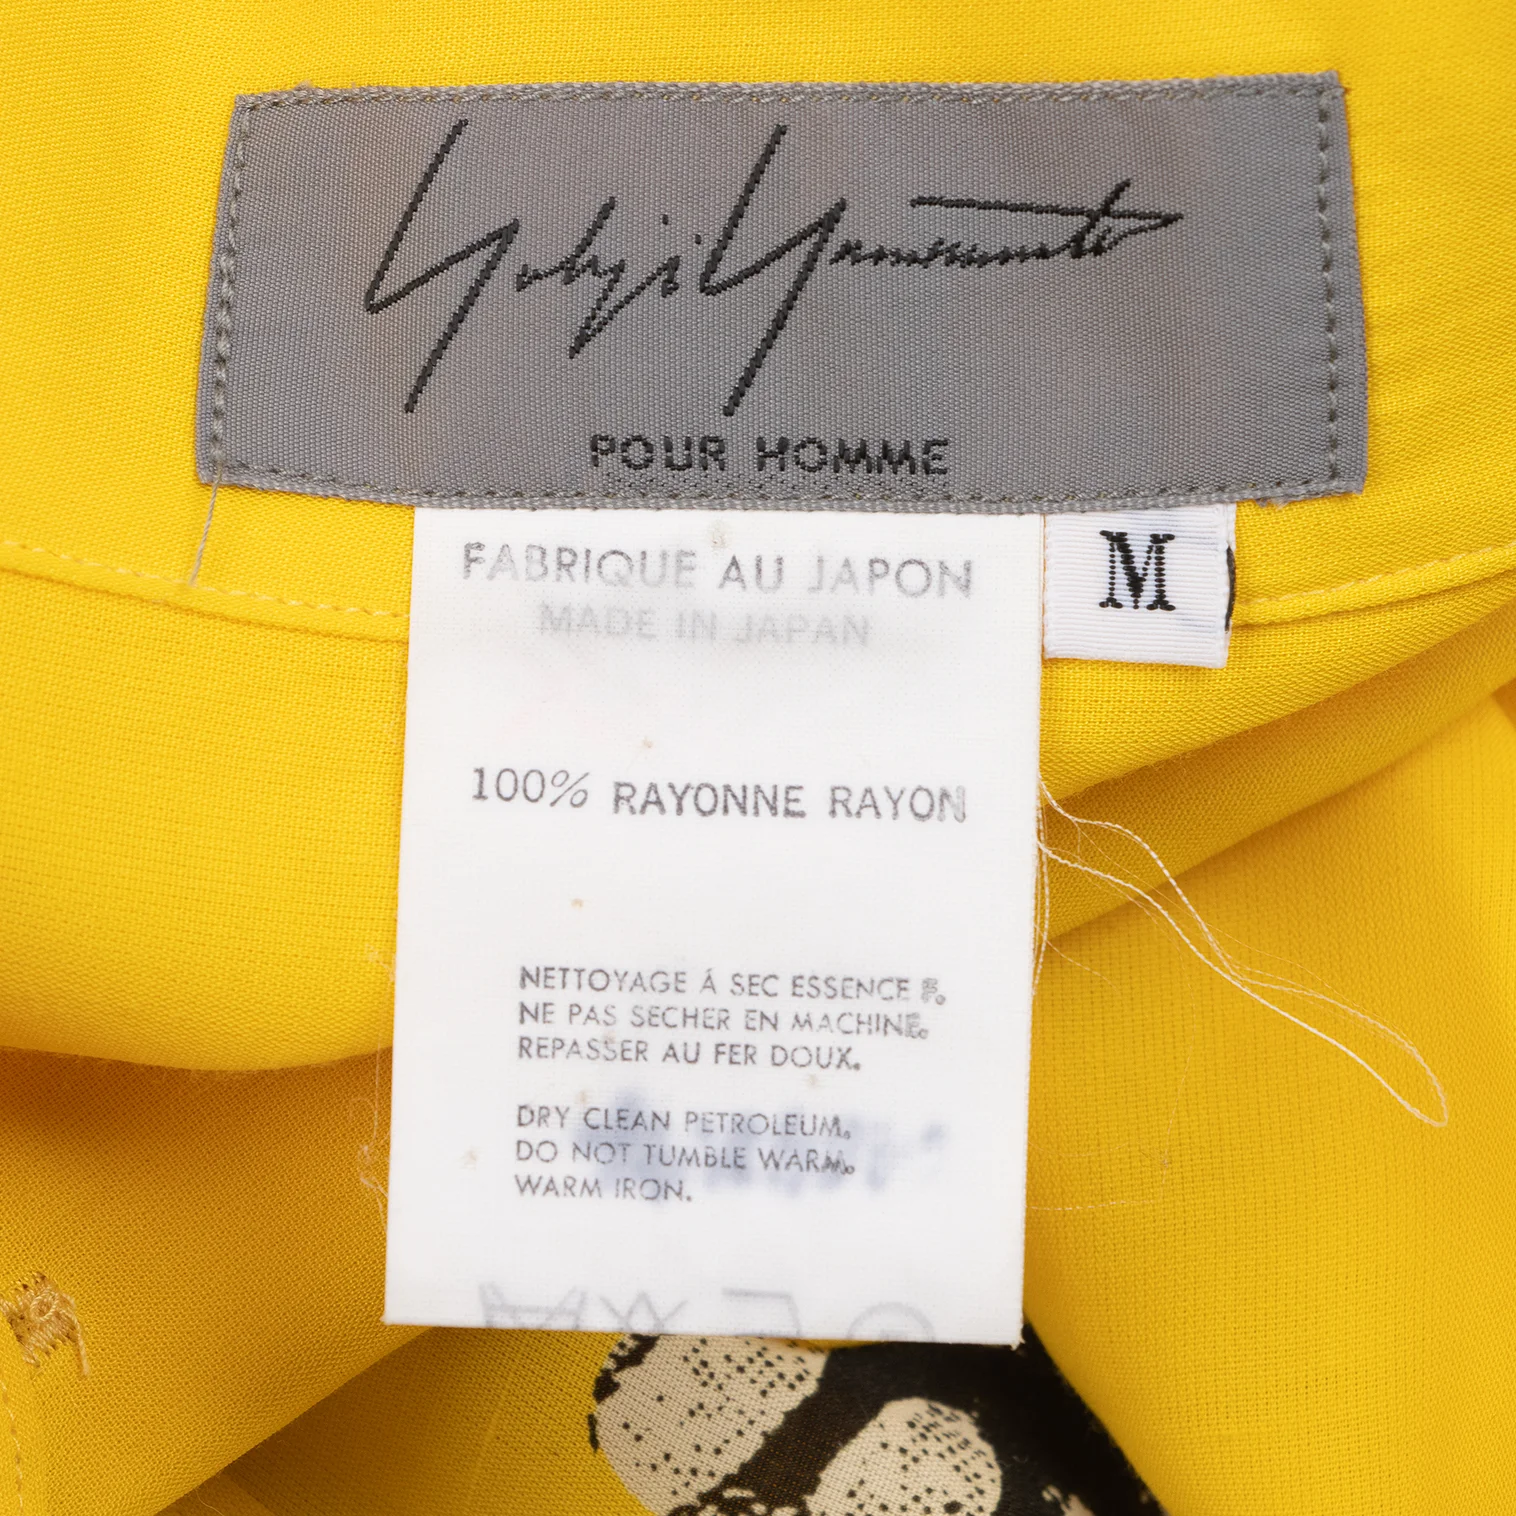 Yohji Yamamoto
POUR HOMME
M
FABRIQUE AU JAPON
MADE IN JAPAN
100% RAYONNE RAYON
NETTOYAGE Á SEC ESSENCE F.
NE PAS SECHER EN MACHINE.
REPASSER AU FER DOUX.
DRY CLEAN PETROLEUM.
DO NOT TUMBLE WARM.
WARM IRON.